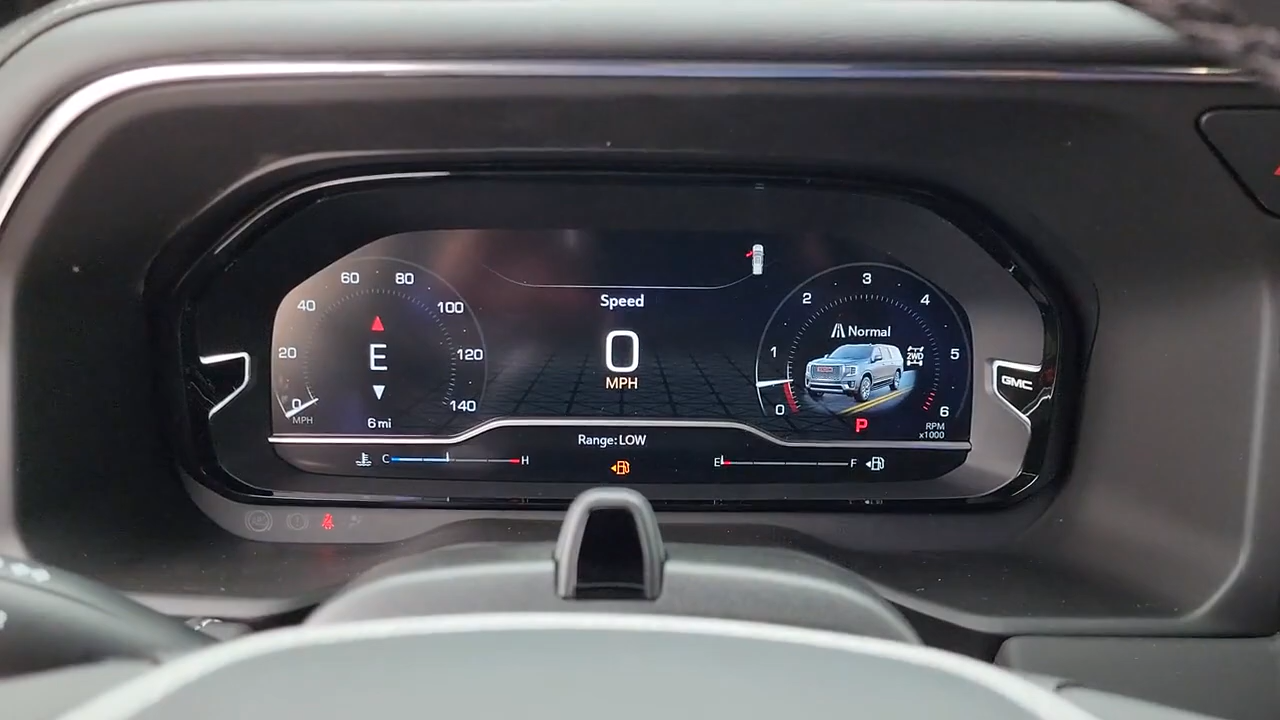 60 80
40 100
20 120
0 140
MPH
E
6 mi
Speed
0
MPH
3
2 4
1 5
0 6
Normal
2WD
P
RPM
x1000
Range: LOW
C H
E F
GMC